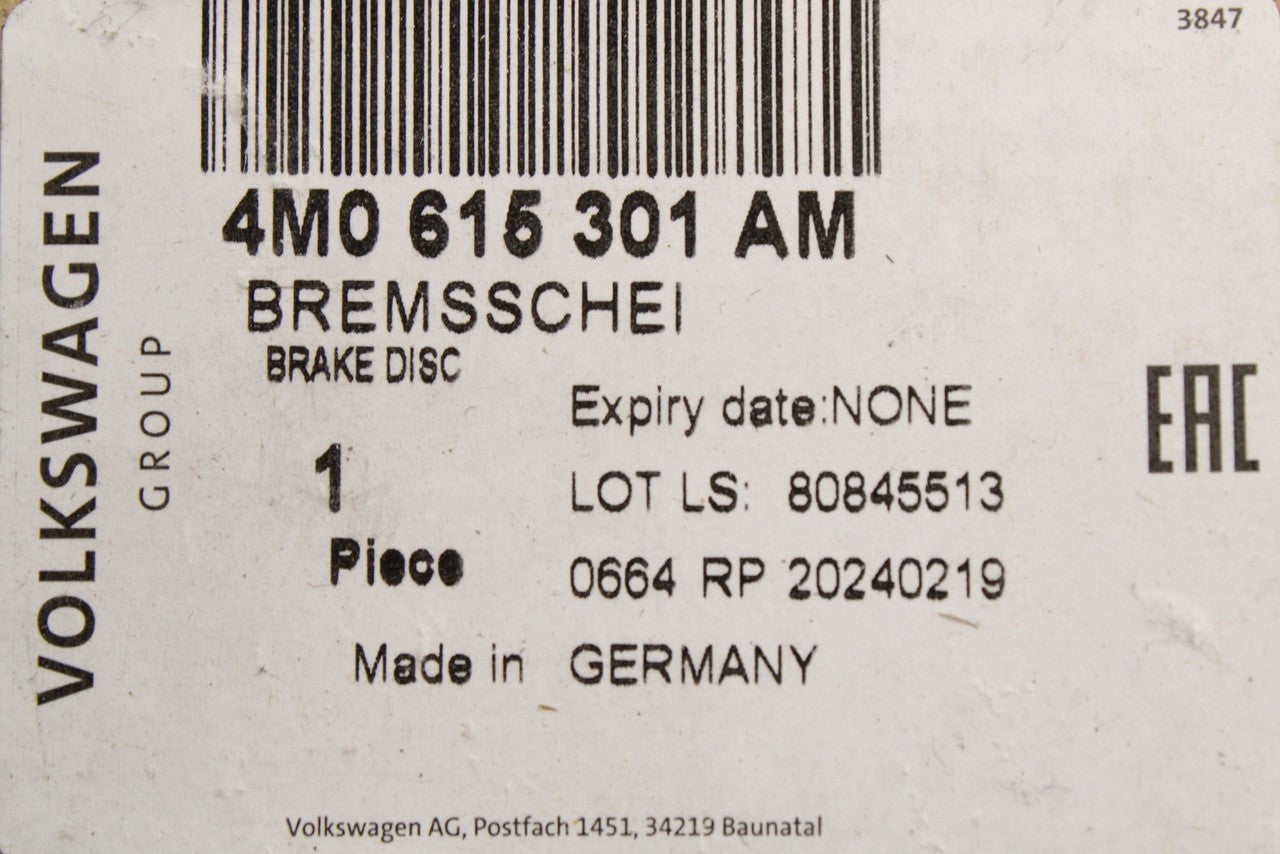 3847
VOLKSWAGEN
GROUP
4M0 615 301 AM
BREMSSCHEI
BRAKE DISC
Expiry date:NONE
EAC
1
LOT LS: 80845513
Piece
0664 RP 20240219
Made in GERMANY
Volkswagen AG, Postfach 1451, 34219 Baunatal